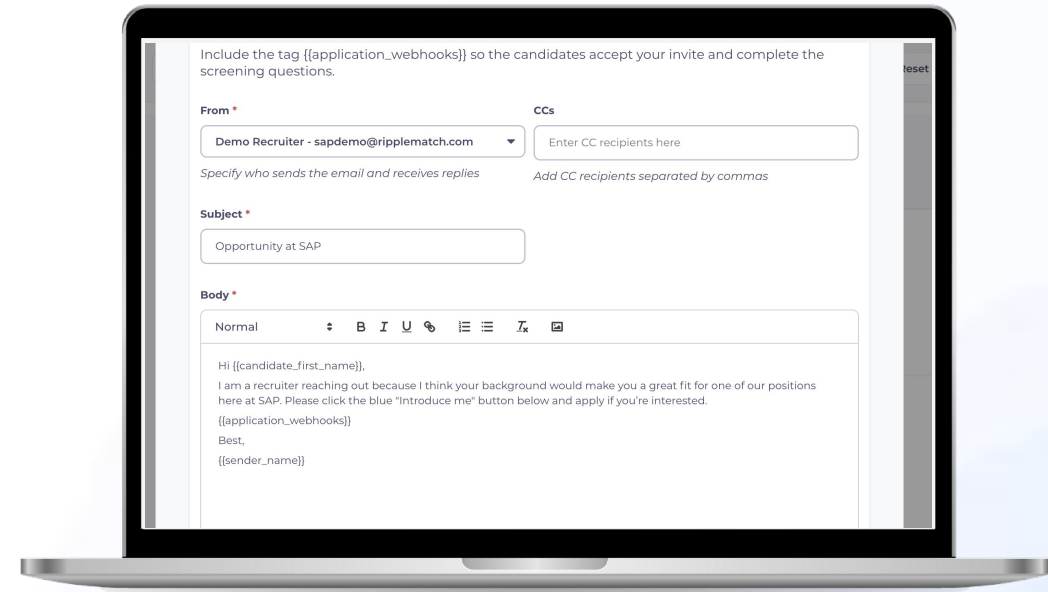 Include the tag {{application_webhooks}} so the candidates accept your invite and complete the
screening questions.
Reset
From *
CCs
Demo Recruiter - sapdemo@ripplematch.com
Enter CC recipients here
Specify who sends the email and receives replies
Add CC recipients separated by commas
Subject *
Opportunity at SAP
Body *
Normal
Hi {{candidate_first_name}},
I am a recruiter reaching out because I think your background would make you a great fit for one of our positions
here at SAP. Please click the blue "Introduce me" button below and apply if you're interested.
{{application_webhooks}}
Best,
{{sender_name}}